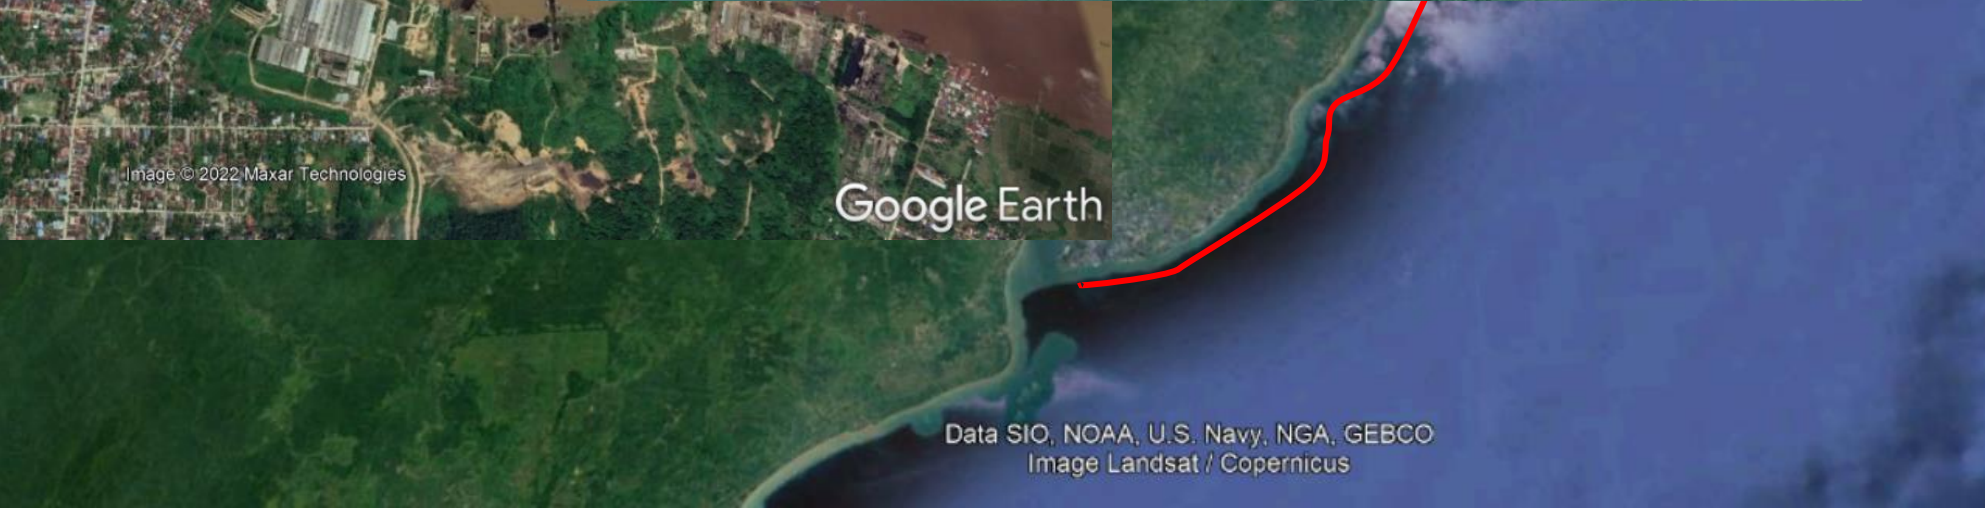 Image © 2022 Maxar Technologies
Google Earth
Data SIO, NOAA, U.S. Navy, NGA, GEBCO
Image Landsat / Copernicus